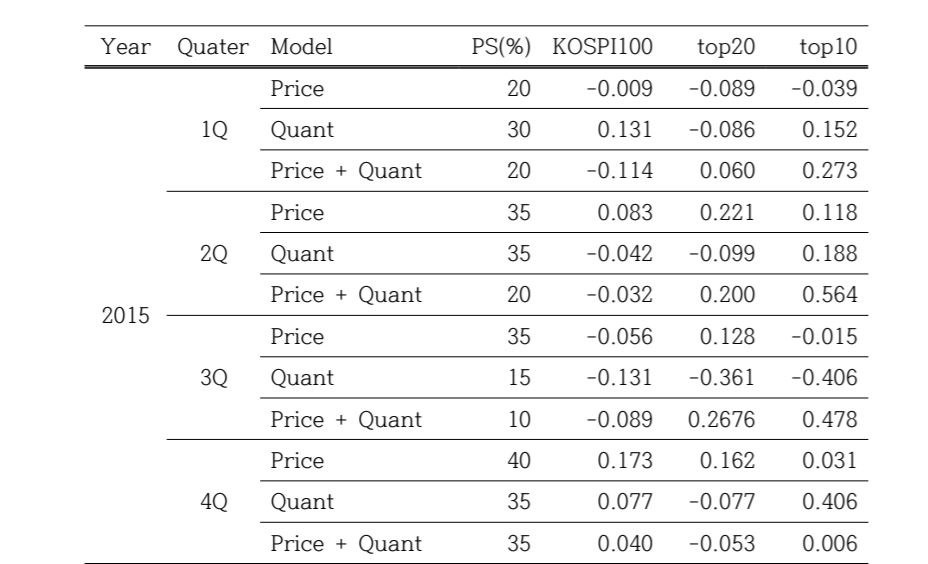 Year Quater Model PS(%) KOSPI100 top20 top10
Price 20 -0.009 -0.089 -0.039
1Q Quant 30 0.131 -0.086 0.152
Price + Quant 20 -0.114 0.060 0.273
Price 35 0.083 0.221 0.118
2Q Quant 35 -0.042 -0.099 0.188
Price + Quant 20 -0.032 0.200 0.564
2015
Price 35 -0.056 0.128 -0.015
3Q Quant 15 -0.131 -0.361 -0.406
Price + Quant 10 -0.089 0.2676 0.478
Price 40 0.173 0.162 0.031
4Q Quant 35 0.077 -0.077 0.406
Price + Quant 35 0.040 -0.053 0.006